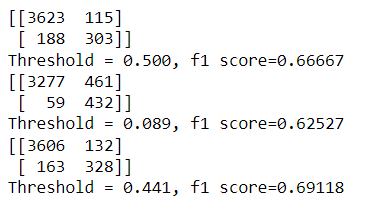 [[3623  115]
 [ 188  303]]
Threshold = 0.500, f1 score=0.66667
[[3277  461]
 [  59  432]]
Threshold = 0.089, f1 score=0.62527
[[3606  132]
 [ 163  328]]
Threshold = 0.441, f1 score=0.69118